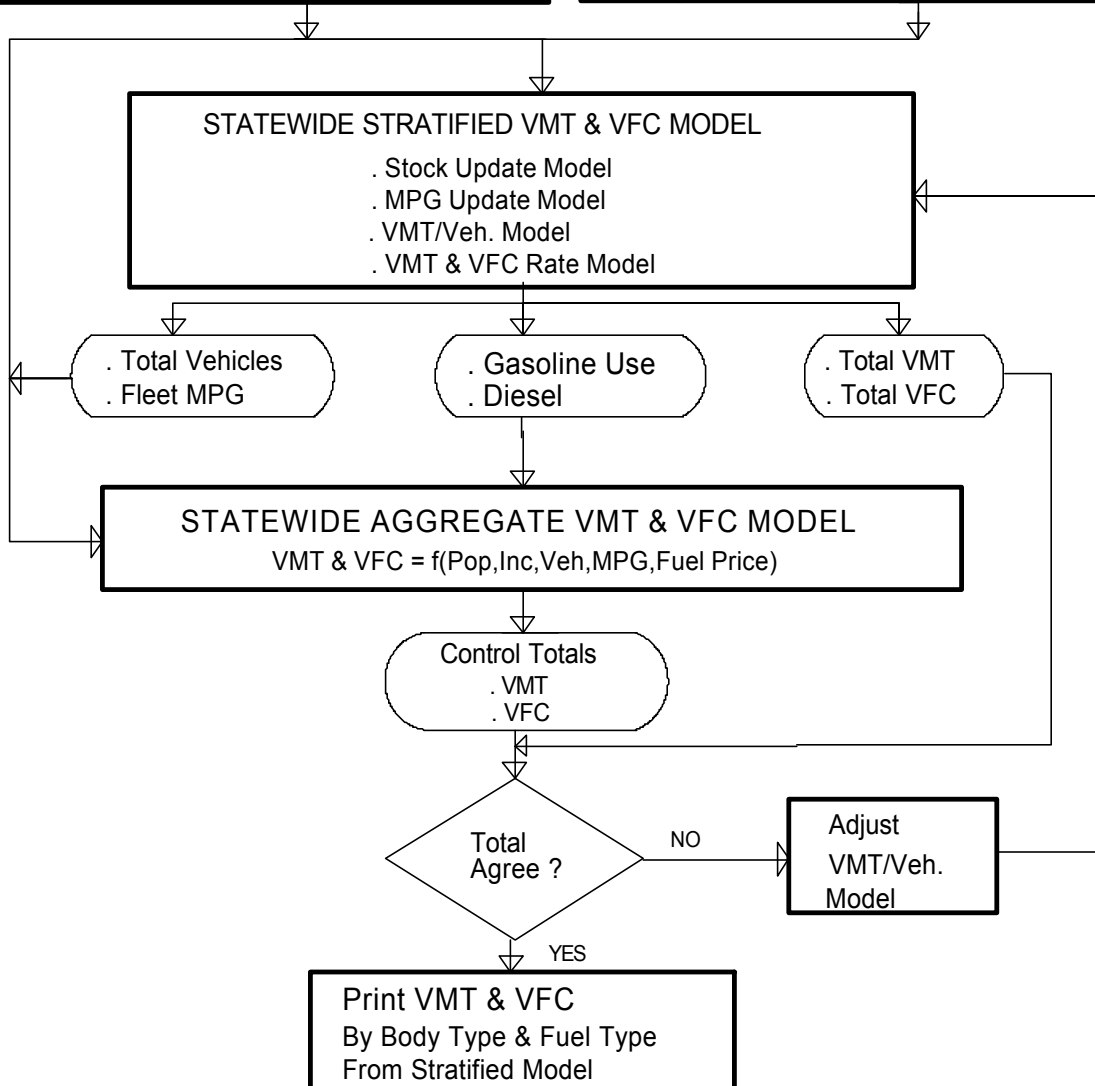 STATEWIDE STRATIFIED VMT & VFC MODEL
. Stock Update Model
. MPG Update Model
. VMT/Veh. Model
. VMT & VFC Rate Model
. Total Vehicles
. Fleet MPG
. Gasoline Use
. Diesel
. Total VMT
. Total VFC
STATEWIDE AGGREGATE VMT & VFC MODEL
VMT & VFC = f(Pop,Inc,Veh,MPG,Fuel Price)
Control Totals
. VMT
. VFC
Total
Agree ?
NO
Adjust
VMT/Veh.
Model
YES
Print VMT & VFC
By Body Type & Fuel Type
From Stratified Model